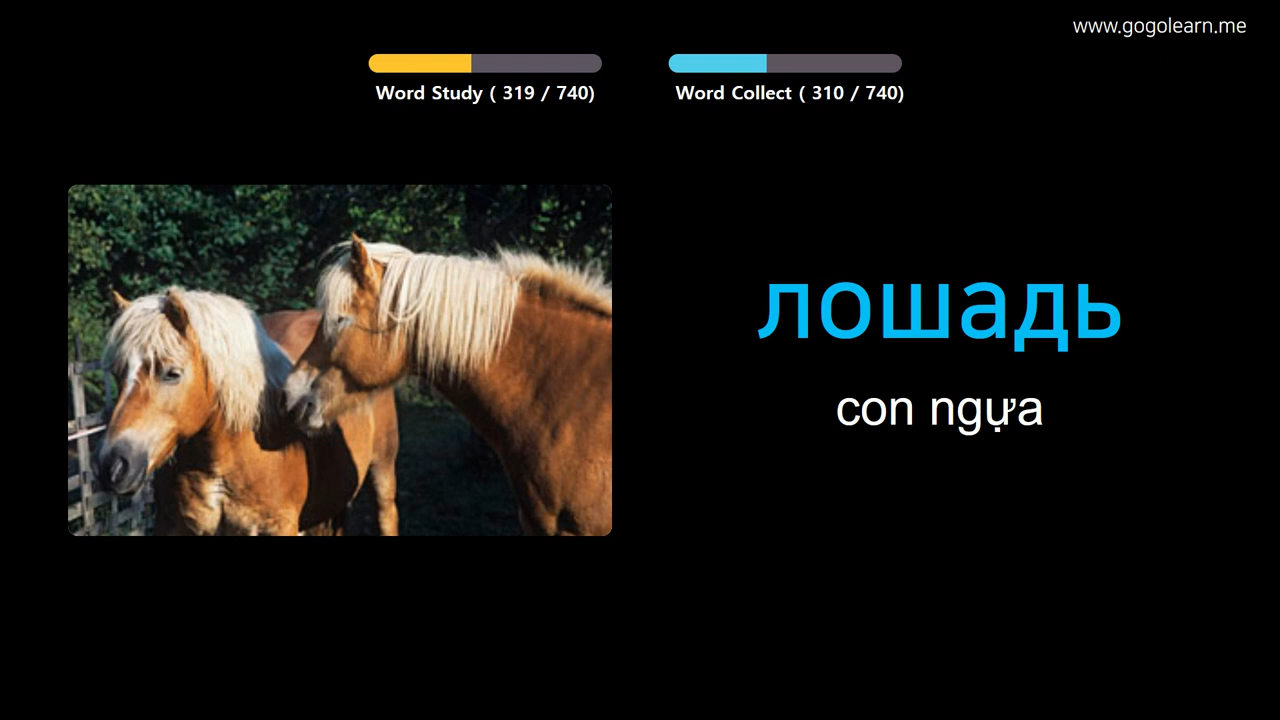 www.gogolearn.me
Word Study ( 319 / 740)
Word Collect ( 310 / 740)
лошадь
con ngựa